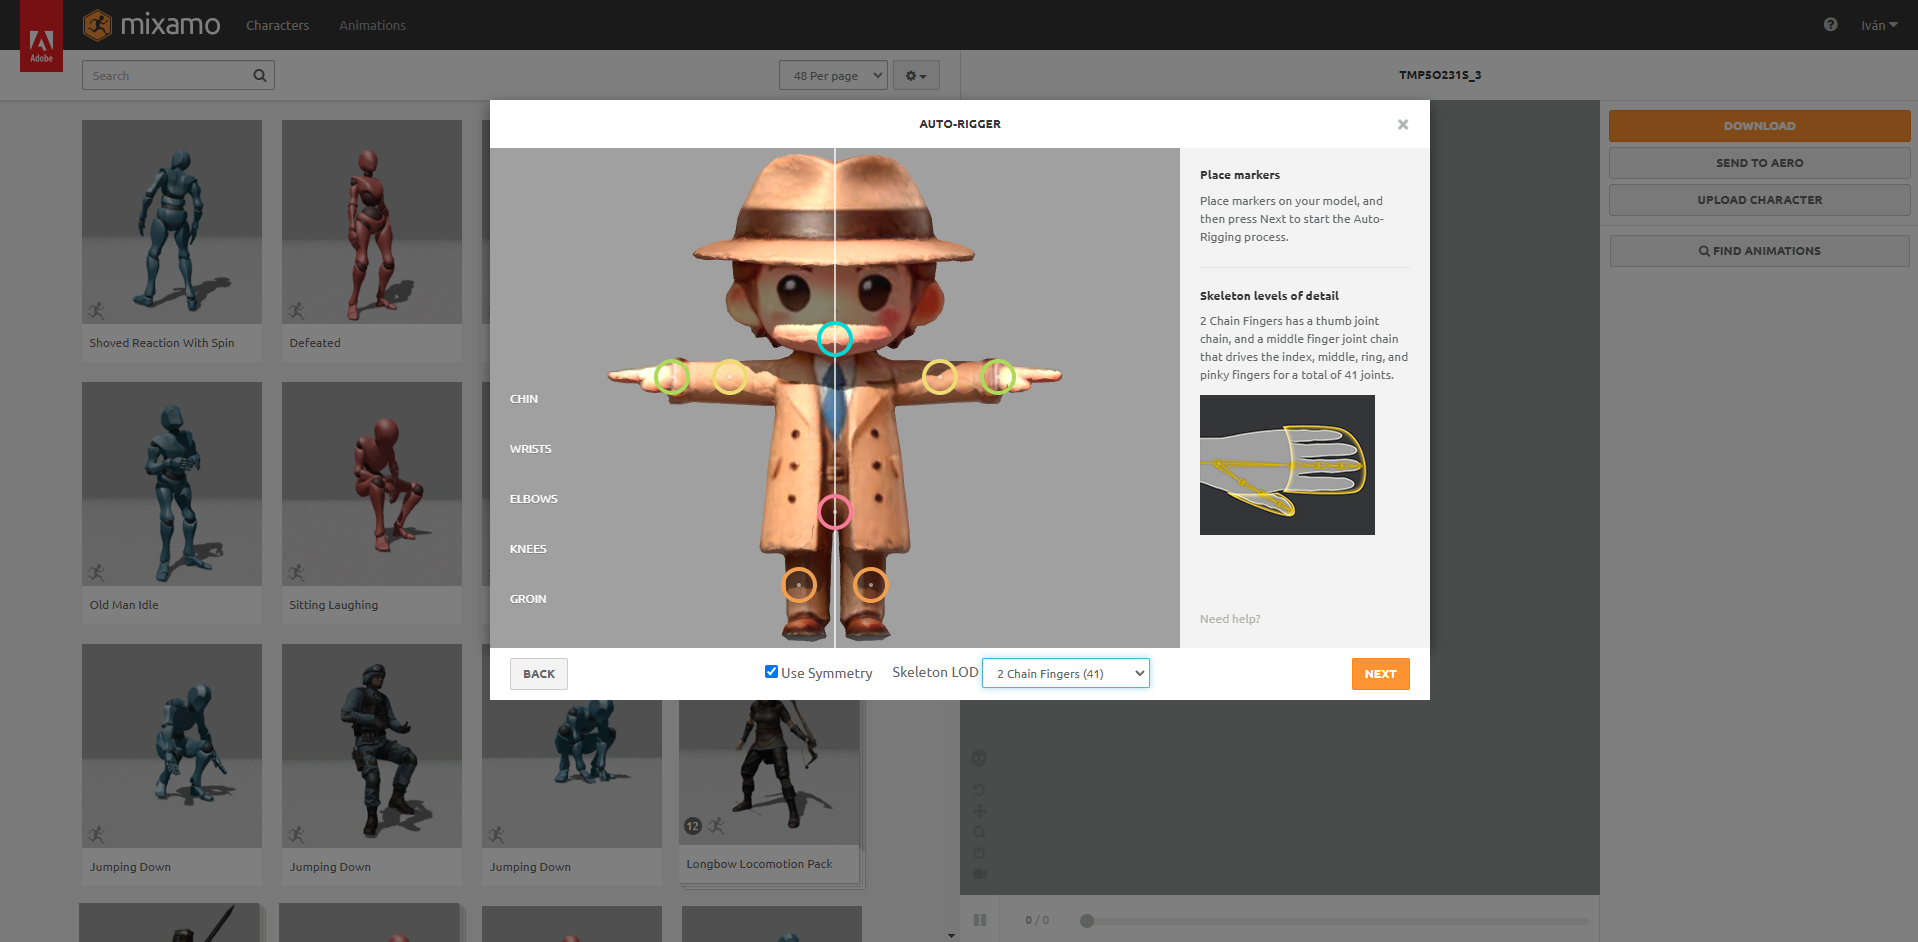 Adobe
mixamo
Characters
Animations
Iván
Search
48 Per page
TMP5O231S_3
DOWNLOAD
SEND TO AERO
UPLOAD CHARACTER
FIND ANIMATIONS
Shoved Reaction With Spin
Defeated
Old Man Idle
Sitting Laughing
Jumping Down
Jumping Down
Jumping Down
12
Longbow Locomotion Pack
AUTO-RIGGER
CHIN
WRISTS
ELBOWS
KNEES
GROIN
Place markers
Place markers on your model, and
then press Next to start the Auto-
Rigging process.
Skeleton levels of detail
2 Chain Fingers has a thumb joint
chain, and a middle finger joint chain
that drives the index, middle, ring, and
pinky fingers for a total of 41 joints.
Need help?
BACK
Use Symmetry
Skeleton LOD
2 Chain Fingers (41)
NEXT
0 / 0